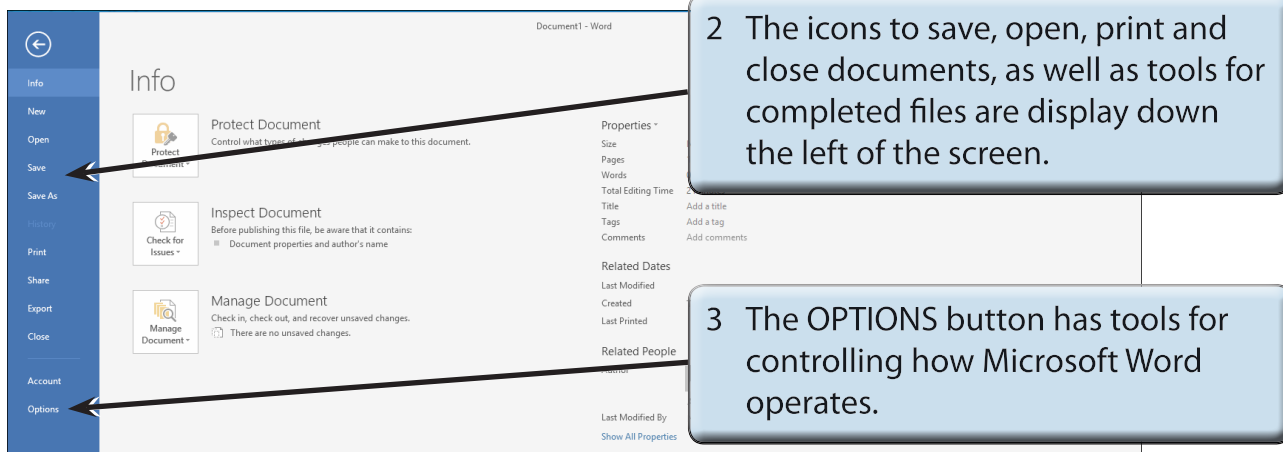 Document1 - Word
Info
New
Open
Save
Save As
History
Print
Share
Export
Close
Account
Options
Info
Protect Document
Control what types of changes people can make to this document.
Protect
Document
Inspect Document
Before publishing this file, be aware that it contains:
Document properties and author's name
Check for
Issues
Manage Document
Check in, check out, and recover unsaved changes.
There are no unsaved changes.
Manage
Document
Properties
Size
Pages
Words
Total Editing Time
Title Add a title
Tags Add a tag
Comments Add comments
Related Dates
Last Modified
Created
Last Printed
Related People
Author
Last Modified By
Show All Properties
2 The icons to save, open, print and
close documents, as well as tools for
completed files are display down
the left of the screen.
3 The OPTIONS button has tools for
controlling how Microsoft Word
operates.